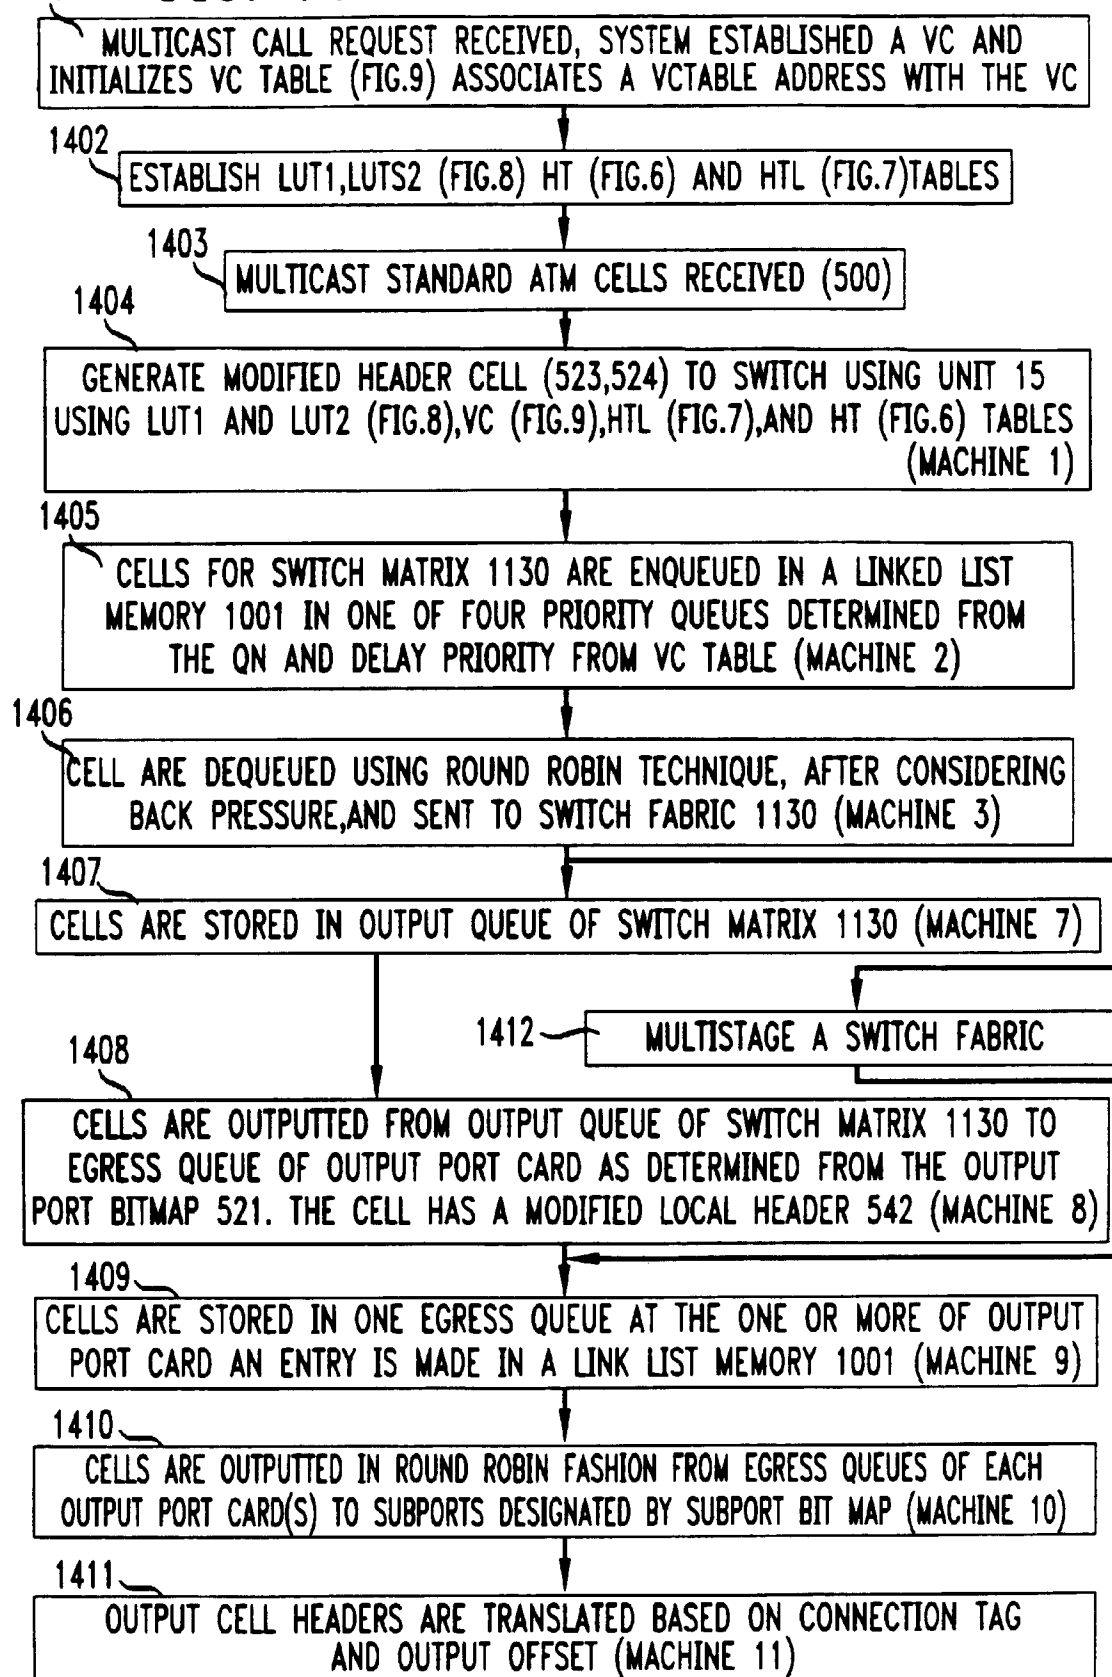 MULTICAST CALL REQUEST RECEIVED, SYSTEM ESTABLISHED A VC AND
INITIALIZES VC TABLE (FIG.9) ASSOCIATES A VCTABLE ADDRESS WITH THE VC
1402
ESTABLISH LUT1,LUTS2 (FIG.8) HT (FIG.6) AND HTL (FIG.7)TABLES
1403
MULTICAST STANDARD ATM CELLS RECEIVED (500)
1404
GENERATE MODIFIED HEADER CELL (523,524) TO SWITCH USING UNIT 15
USING LUT1 AND LUT2 (FIG.8),VC (FIG.9),HTL (FIG.7),AND HT (FIG.6) TABLES
(MACHINE 1)
1405
CELLS FOR SWITCH MATRIX 1130 ARE ENQUEUED IN A LINKED LIST
MEMORY 1001 IN ONE OF FOUR PRIORITY QUEUES DETERMINED FROM
THE QN AND DELAY PRIORITY FROM VC TABLE (MACHINE 2)
1406
CELL ARE DEQUEUED USING ROUND ROBIN TECHNIQUE, AFTER CONSIDERING
BACK PRESSURE,AND SENT TO SWITCH FABRIC 1130 (MACHINE 3)
1407
CELLS ARE STORED IN OUTPUT QUEUE OF SWITCH MATRIX 1130 (MACHINE 7)
1412
MULTISTAGE A SWITCH FABRIC
1408
CELLS ARE OUTPUTTED FROM OUTPUT QUEUE OF SWITCH MATRIX 1130 TO
EGRESS QUEUE OF OUTPUT PORT CARD AS DETERMINED FROM THE OUTPUT
PORT BITMAP 521. THE CELL HAS A MODIFIED LOCAL HEADER 542 (MACHINE 8)
1409
CELLS ARE STORED IN ONE EGRESS QUEUE AT THE ONE OR MORE OF OUTPUT
PORT CARD AN ENTRY IS MADE IN A LINK LIST MEMORY 1001 (MACHINE 9)
1410
CELLS ARE OUTPUTTED IN ROUND ROBIN FASHION FROM EGRESS QUEUES OF EACH
OUTPUT PORT CARD(S) TO SUBPORTS DESIGNATED BY SUBPORT BIT MAP (MACHINE 10)
1411
OUTPUT CELL HEADERS ARE TRANSLATED BASED ON CONNECTION TAG
AND OUTPUT OFFSET (MACHINE 11)